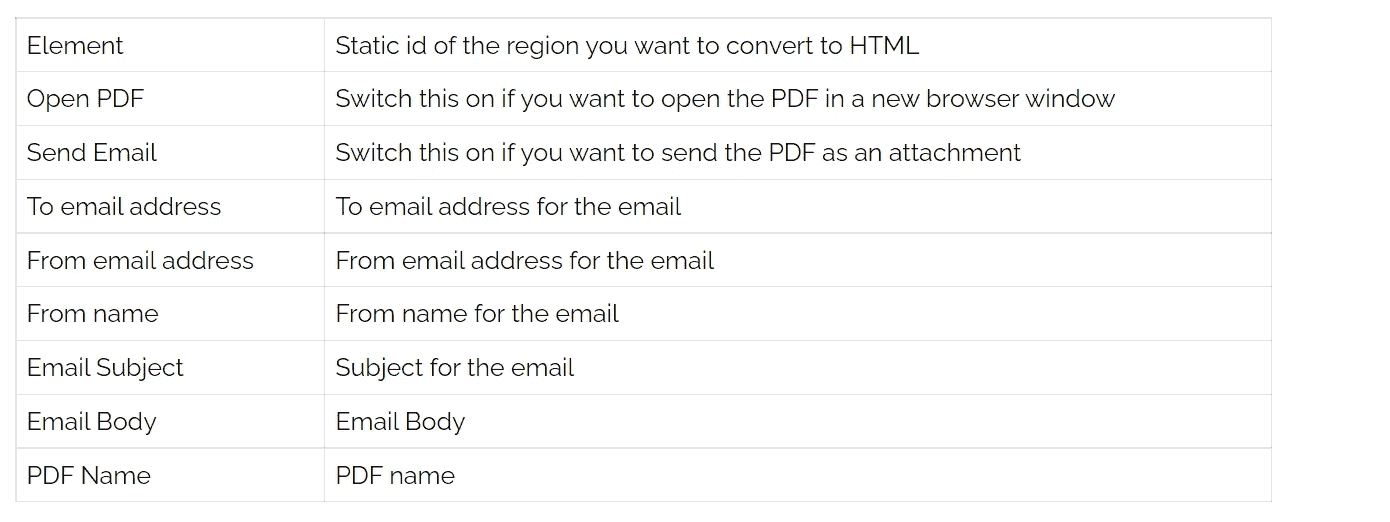 Element Static id of the region you want to convert to HTML
Open PDF Switch this on if you want to open the PDF in a new browser window
Send Email Switch this on if you want to send the PDF as an attachment
To email address To email address for the email
From email address From email address for the email
From name From name for the email
Email Subject Subject for the email
Email Body Email Body
PDF Name PDF name